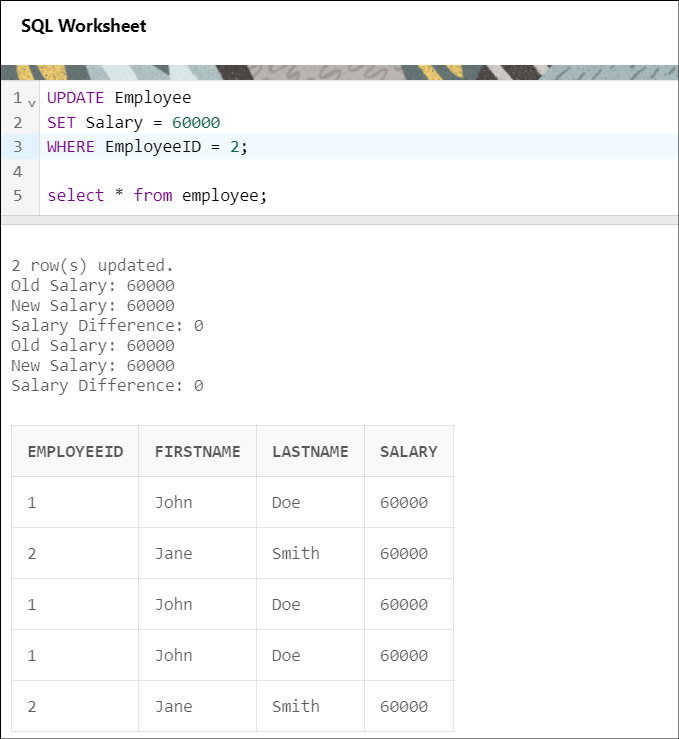 SQL Worksheet
1 UPDATE Employee
2 SET Salary = 60000
3 WHERE EmployeeID = 2;
4
5 select * from employee;
2 row(s) updated.
Old Salary: 60000
New Salary: 60000
Salary Difference: 0
Old Salary: 60000
New Salary: 60000
Salary Difference: 0
EMPLOYEEID FIRSTNAME LASTNAME SALARY
1 John Doe 60000
2 Jane Smith 60000
1 John Doe 60000
1 John Doe 60000
2 Jane Smith 60000